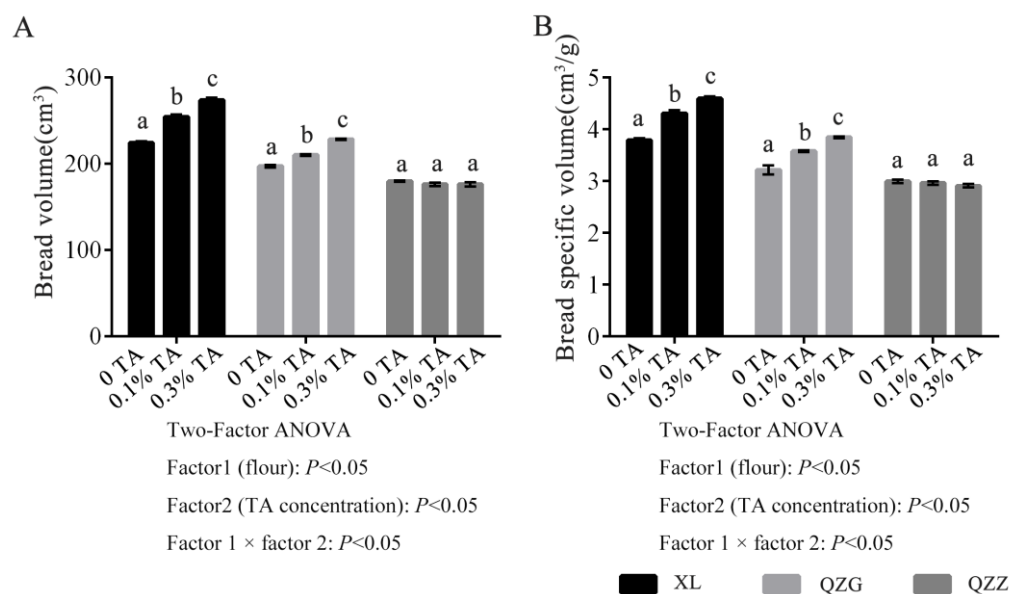 A
Bread volume(cm³)
300
200
100
0
a
b
c
a
b
c
a
a
a
0 TA
0.1% TA
0.3% TA
0 TA
0.1% TA
0.3% TA
0 TA
0.1% TA
0.3% TA
Two-Factor ANOVA
Factor1 (flour): P<0.05
Factor2 (TA concentration): P<0.05
Factor 1 × factor 2: P<0.05
B
Bread specific volume(cm³/g)
5
4
3
2
1
0
a
b
c
a
b
c
a
a
a
0 TA
0.1% TA
0.3% TA
0 TA
0.1% TA
0.3% TA
0 TA
0.1% TA
0.3% TA
Two-Factor ANOVA
Factor1 (flour): P<0.05
Factor2 (TA concentration): P<0.05
Factor 1 × factor 2: P<0.05
XL
QZG
QZZ